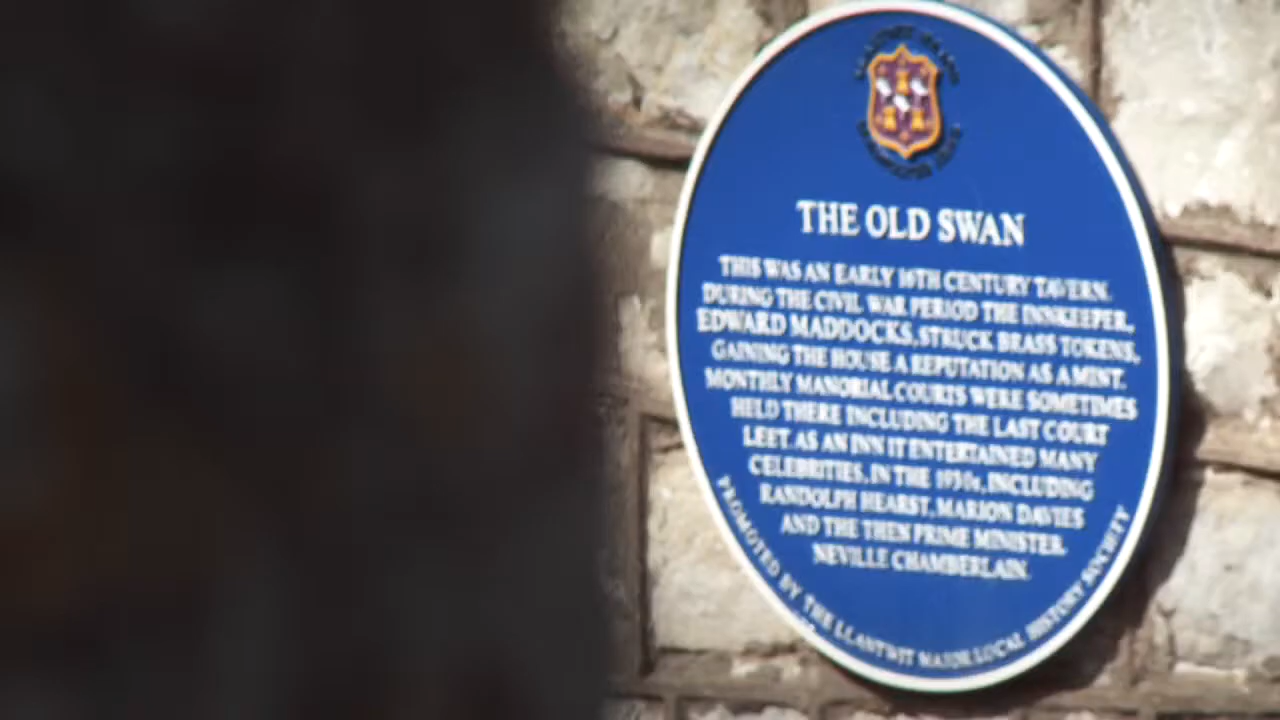 THE OLD SWAN
THIS WAS AN EARLY 16TH CENTURY TAVERN.
DURING THE CIVIL WAR PERIOD THE INNKEEPER,
EDWARD MADDOCKS, STRUCK BRASS TOKENS,
GAINING THE HOUSE A REPUTATION AS A MINT.
MONTHLY MANORIAL COURTS WERE SOMETIMES
HELD THERE INCLUDING THE LAST COURT
LEET. AS AN INN IT ENTERTAINED MANY
CELEBRITIES, IN THE 1930s, INCLUDING
RANDOLPH HEARST, MARION DAVIES
AND THE THEN PRIME MINISTER,
NEVILLE CHAMBERLAIN.
PROMOTED BY THE LLANTWIT MAJOR LOCAL HISTORY SOCIETY